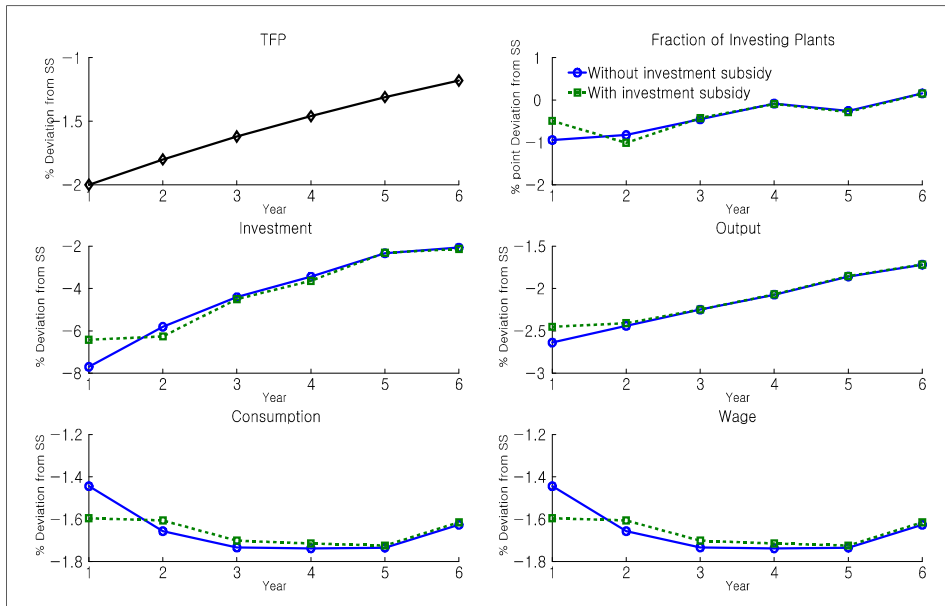 TFP
% Deviation from SS
−1
−1.5
−2
1 2 3 4 5 6
Year
Fraction of Investing Plants
% point Deviation from SS
1
0
−1
−2
Without investment subsidy
With investment subsidy
1 2 3 4 5 6
Year
Investment
% Deviation from SS
−2
−4
−6
−8
1 2 3 4 5 6
Year
Output
% Deviation from SS
−1.5
−2
−2.5
−3
1 2 3 4 5 6
Year
Consumption
% Deviation from SS
−1.2
−1.4
−1.6
−1.8
1 2 3 4 5 6
Year
Wage
% Deviation from SS
−1.2
−1.4
−1.6
−1.8
1 2 3 4 5 6
Year